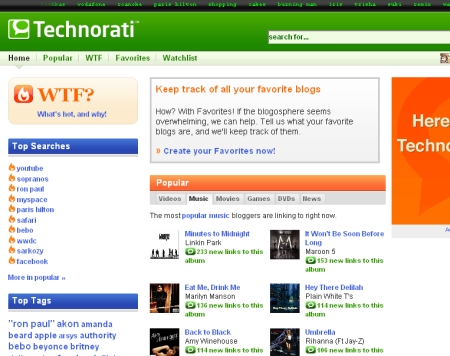 vodafone roanoke paris hilton shopping cakes burning man iris
Technorati™
search for...
Home Popular WTF Favorites Watchlist
WTF?
What's hot, and why!
Keep track of all your favorite blogs
How? With Favorites! If the blogosphere seems
overwhelming, we can help. Tell us what your favorite
blogs are, and we'll keep track of them.
» Create your Favorites now!
Here
Techno
Top Searches
youtube
sopranos
ron paul
myspace
paris hilton
safari
bebo
wwdc
sarkozy
facebook
More in popular »
Popular
Videos Music Movies Games DVDs News
The most popular music bloggers are linking to right now.
Minutes to Midnight
Linkin Park
233 new links to this
album
It Won't Be Soon Before
Long
Maroon 5
153 new links to this
album
Eat Me, Drink Me
Marilyn Manson
136 new links to this
album
Hey There Delilah
Plain White T's
114 new links to this
album
Back to Black
Amy Winehouse
114 new links to this
Umbrella
Rihanna (Ft Jay-Z)
106 new links to this
Top Tags
"ron paul" akon amanda
beard apple arsys authority
bebo beyonce britney